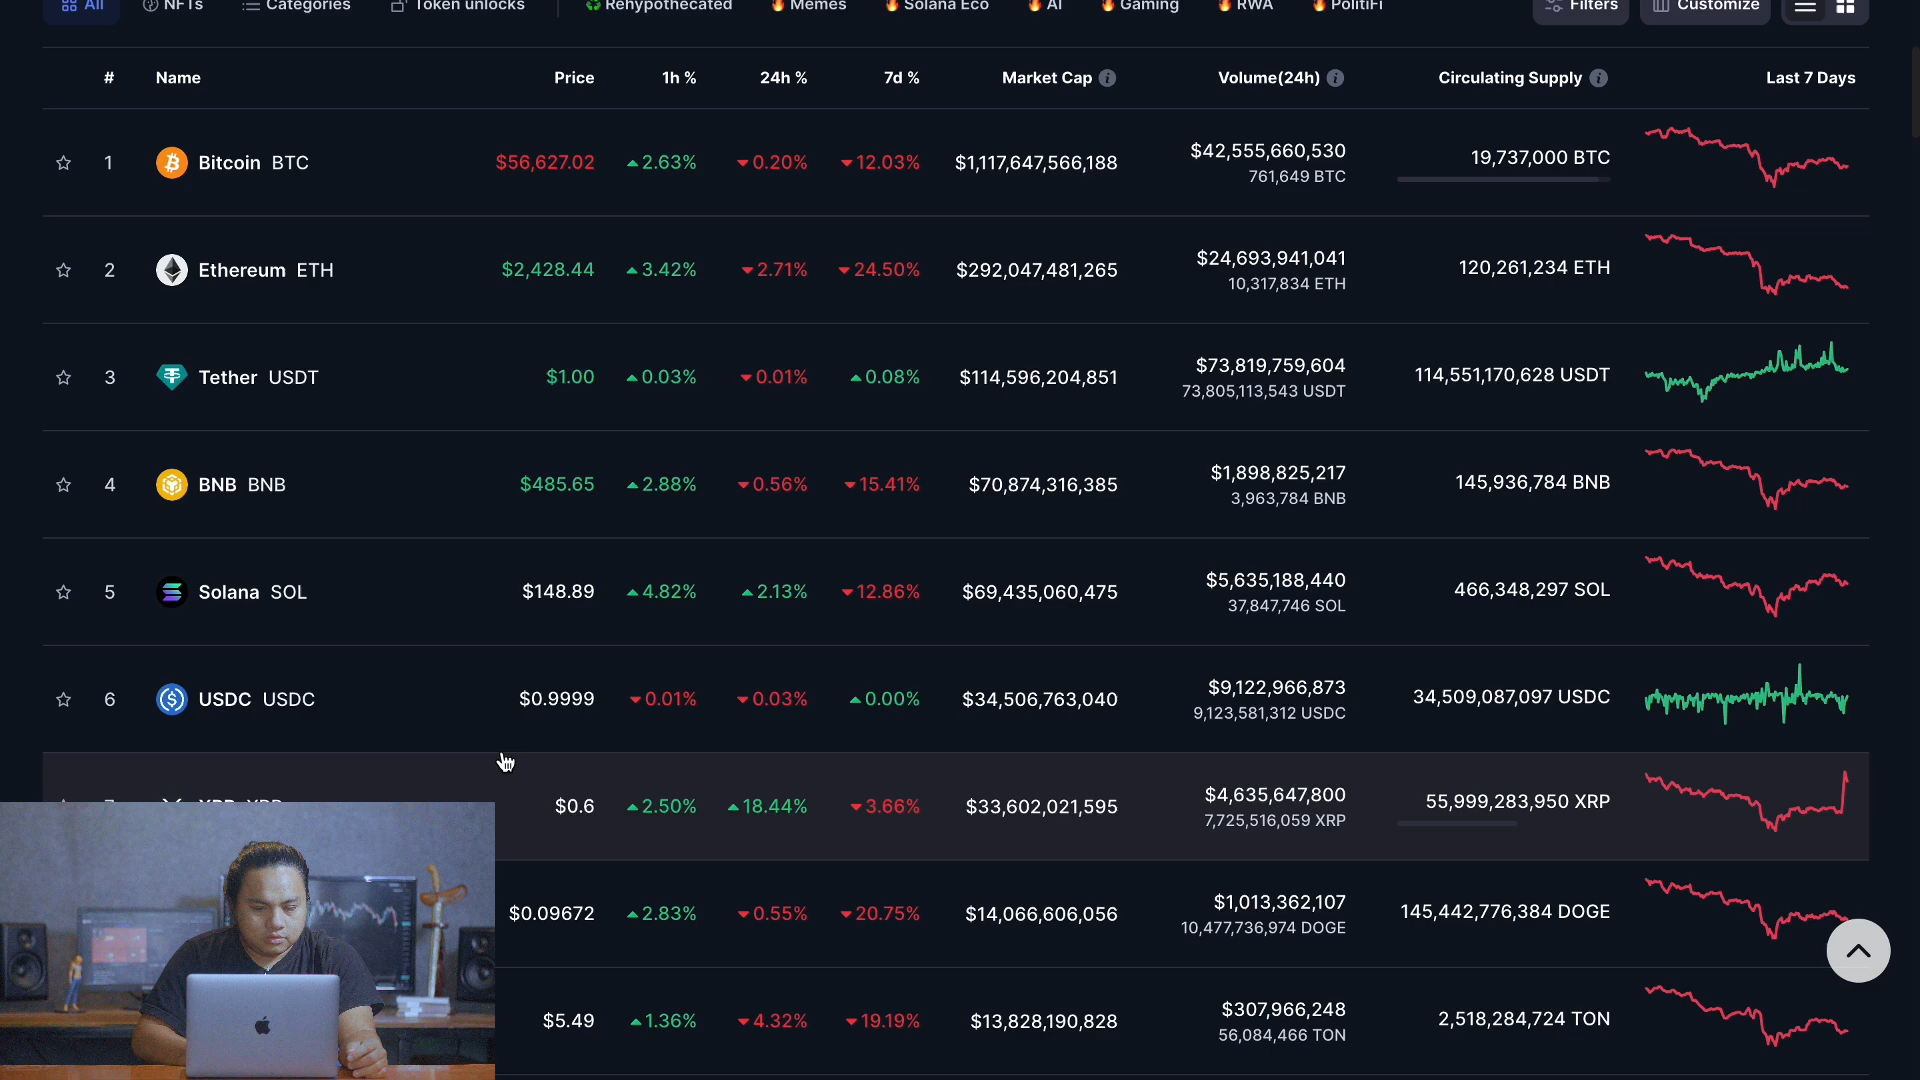 All NFTs Categories Token unlocks Rehypothecated Memes Solana Eco AI Gaming RWA PolitiFi Filters Customize
# Name Price 1h % 24h % 7d % Market Cap Volume(24h) Circulating Supply Last 7 Days
1 Bitcoin BTC $56,627.02 2.63% 0.20% 12.03% $1,117,647,566,188 $42,555,660,530 19,737,000 BTC
761,649 BTC
2 Ethereum ETH $2,428.44 3.42% 2.71% 24.50% $292,047,481,265 $24,693,941,041 120,261,234 ETH
10,317,834 ETH
3 Tether USDT $1.00 0.03% 0.01% 0.08% $114,596,204,851 $73,819,759,604 114,551,170,628 USDT
73,805,113,543 USDT
4 BNB BNB $485.65 2.88% 0.56% 15.41% $70,874,316,385 $1,898,825,217 145,936,784 BNB
3,963,784 BNB
5 Solana SOL $148.89 4.82% 2.13% 12.86% $69,435,060,475 $5,635,188,440 466,348,297 SOL
37,847,746 SOL
6 USDC USDC $0.9999 0.01% 0.03% 0.00% $34,506,763,040 $9,122,966,873 34,509,087,097 USDC
9,123,581,312 USDC
7 XRP XRP $0.6 2.50% 18.44% 3.66% $33,602,021,595 $4,635,647,800 55,999,283,950 XRP
7,725,516,059 XRP
$0.09672 2.83% 0.55% 20.75% $14,066,606,056 $1,013,362,107 145,442,776,384 DOGE
10,477,736,974 DOGE
$5.49 1.36% 4.32% 19.19% $13,828,190,828 $307,966,248 2,518,284,724 TON
56,084,466 TON